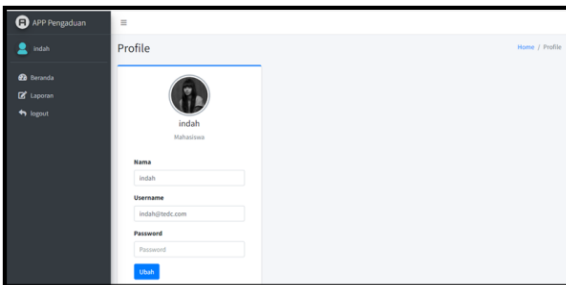 APP Pengaduan
indah
Beranda
Laporan
logout
Profile
Home / Profile
indah
Mahasiswa
Nama
indah
Username
indah@tedc.com
Password
Password
Ubah